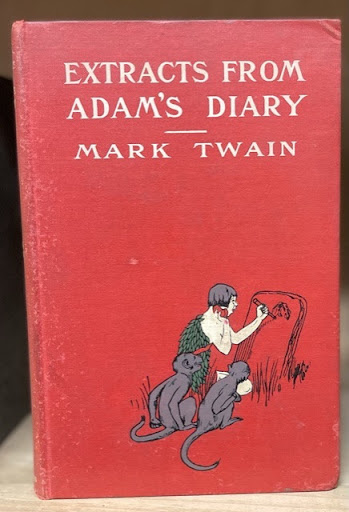 EXTRACTS FROM
ADAM'S DIARY
MARK TWAIN